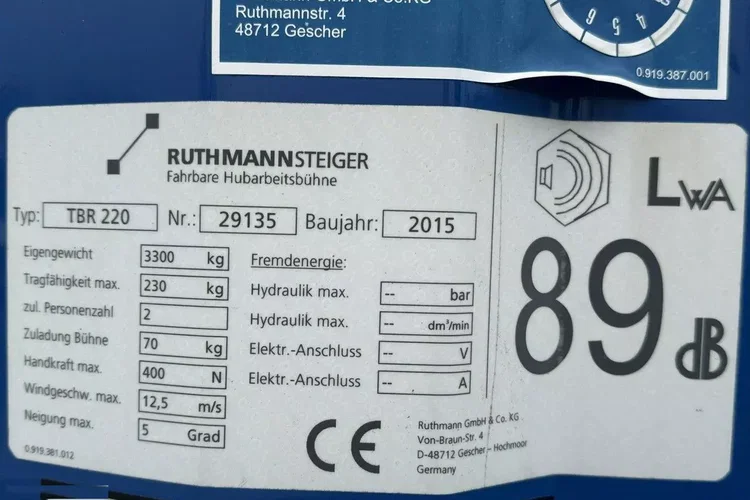 Ruthmannstr. 4
48712 Gescher
6
5
0.919.387.001
RUTHMANNSTEIGER
Fahrbare Hubarbeitsbühne
Typ: TBR 220 Nr.: 29135 Baujahr: 2015
Eigengewicht 3300 kg
Tragfähigkeit max. 230 kg
zul. Personenzahl 2
Zuladung Bühne 70 kg
Handkraft max. 400 N
Windgeschw. max. 12,5 m/s
Neigung max. 5 Grad
0.919.381.012
Fremdenergie:
Hydraulik max. -- bar
Hydraulik max. -- dm³/min
Elektr.-Anschluss -- V
Elektr.-Anschluss -- A
CE
Ruthmann GmbH & Co. KG
Von-Braun-Str. 4
D-48712 Gescher - Hochmoor
Germany
LWA
89 dB